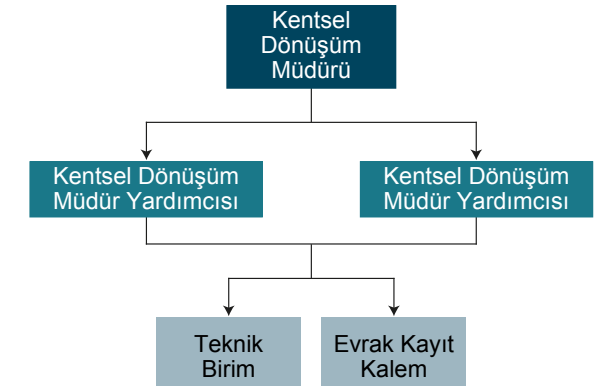 Kentsel
Dönüşüm
Müdürü
Kentsel Dönüşüm
Müdür Yardımcısı
Kentsel Dönüşüm
Müdür Yardımcısı
Teknik
Birim
Evrak Kayıt
Kalem